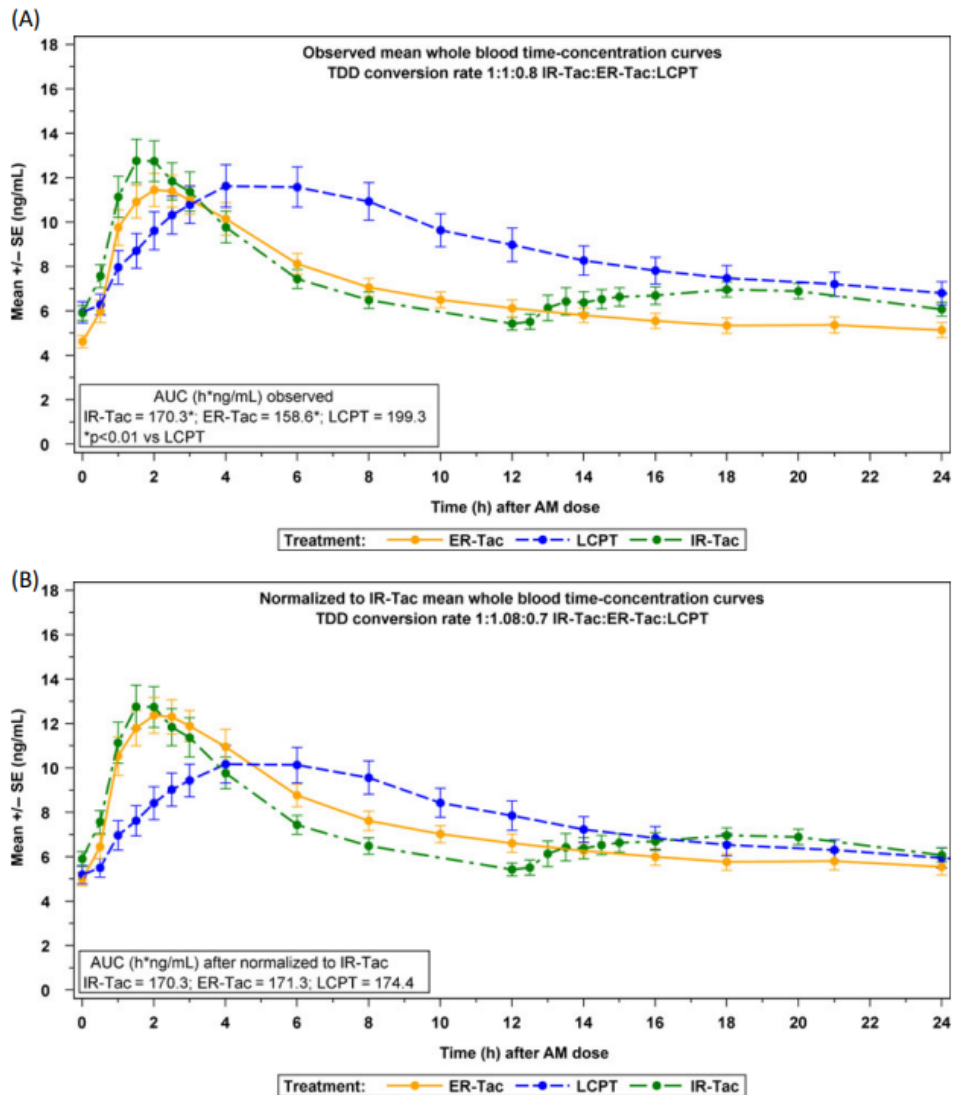 (A)
Observed mean whole blood time-concentration curves
TDD conversion rate 1:1:0.8 IR-Tac:ER-Tac:LCPT
Mean +/− SE (ng/mL)
18
16
14
12
10
8
6
4
2
0
AUC (h*ng/mL) observed
IR-Tac = 170.3*; ER-Tac = 158.6*; LCPT = 199.3
*p<0.01 vs LCPT
0 2 4 6 8 10 12 14 16 18 20 22 24
Time (h) after AM dose
Treatment: ER-Tac LCPT IR-Tac
(B)
Normalized to IR-Tac mean whole blood time-concentration curves
TDD conversion rate 1:1.08:0.7 IR-Tac:ER-Tac:LCPT
Mean +/− SE (ng/mL)
18
16
14
12
10
8
6
4
2
0
AUC (h*ng/mL) after normalized to IR-Tac
IR-Tac = 170.3; ER-Tac = 171.3; LCPT = 174.4
0 2 4 6 8 10 12 14 16 18 20 22 24
Time (h) after AM dose
Treatment: ER-Tac LCPT IR-Tac